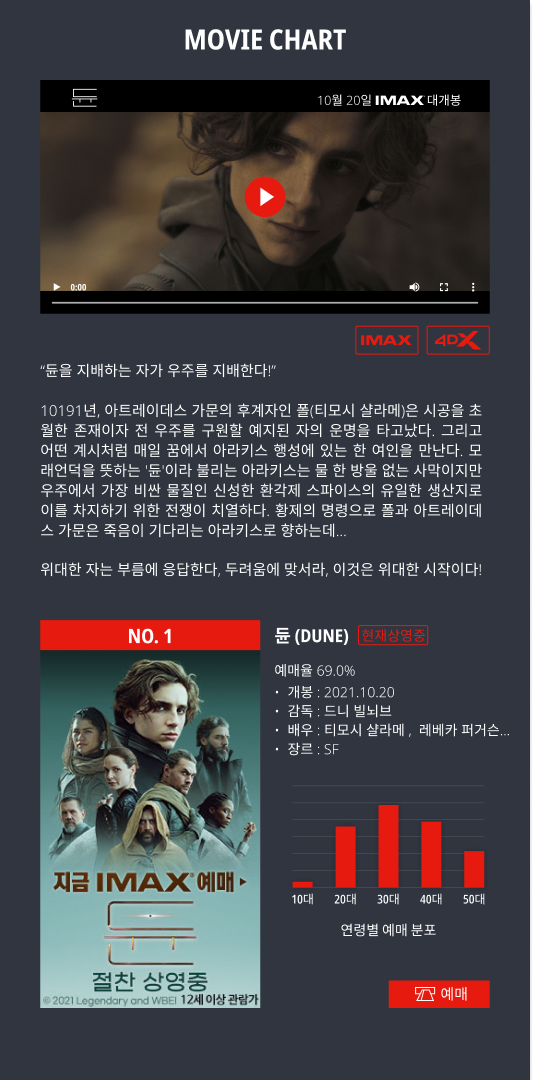 MOVIE CHART
듄
10월 20일 IMAX 대개봉
0:00
IMAX 4DX
“듄을 지배하는 자가 우주를 지배한다!”
10191년, 아트레이데스 가문의 후계자인 폴(티모시 샬라메)은 시공을 초
월한 존재이자 전 우주를 구원할 예지된 자의 운명을 타고났다. 그리고
어떤 계시처럼 매일 꿈에서 아라키스 행성에 있는 한 여인을 만난다. 모
래언덕을 뜻하는 '듄'이라 불리는 아라키스는 물 한 방울 없는 사막이지만
우주에서 가장 비싼 물질인 신성한 환각제 스파이스의 유일한 생산지로
이를 차지하기 위한 전쟁이 치열하다. 황제의 명령으로 폴과 아트레이데
스 가문은 죽음이 기다리는 아라키스로 향하는데...
위대한 자는 부름에 응답한다, 두려움에 맞서라, 이것은 위대한 시작이다!
NO. 1
지금 IMAX® 예매
듄
절찬 상영중
© 2021 Legendary and WBEI 12세 이상 관람가
듄 (DUNE) 현재상영중
예매율 69.0%
• 개봉 : 2021.10.20
• 감독 : 드니 빌뇌브
• 배우 : 티모시 샬라메 , 레베카 퍼거슨...
• 장르 : SF
10대 20대 30대 40대 50대
연령별 예매 분포
예매